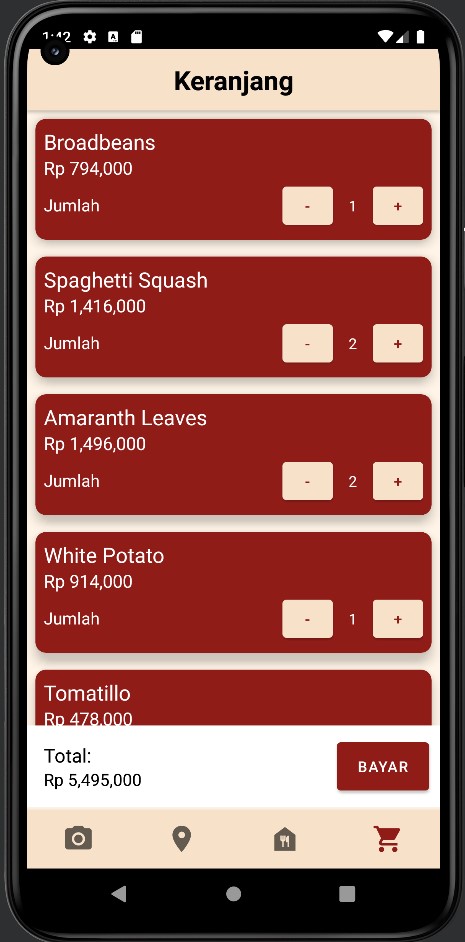 1:42
Keranjang
Broadbeans
Rp 794,000
Jumlah - 1 +
Spaghetti Squash
Rp 1,416,000
Jumlah - 2 +
Amaranth Leaves
Rp 1,496,000
Jumlah - 2 +
White Potato
Rp 914,000
Jumlah - 1 +
Tomatillo
Rp 478,000
Total:
Rp 5,495,000
BAYAR